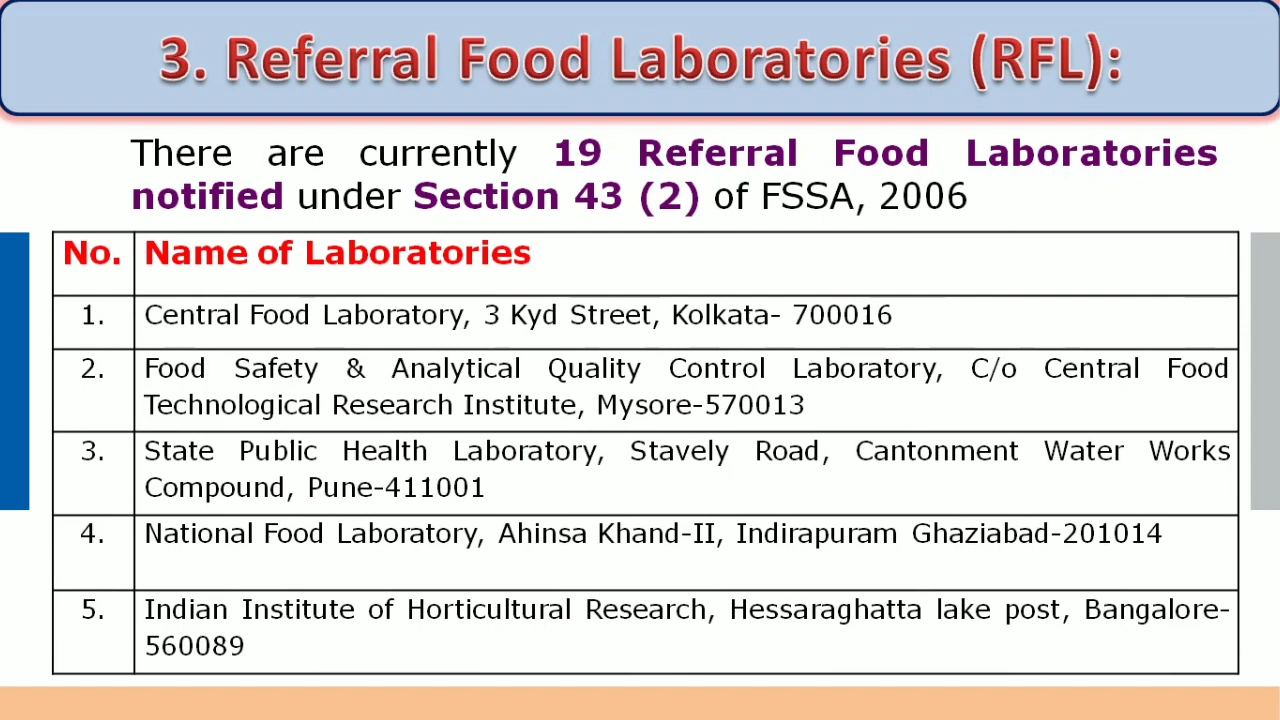 3. Referral Food Laboratories (RFL):
There are currently 19 Referral Food Laboratories
notified under Section 43 (2) of FSSA, 2006
No. Name of Laboratories
1. Central Food Laboratory, 3 Kyd Street, Kolkata- 700016
2. Food Safety & Analytical Quality Control Laboratory, C/o Central Food
Technological Research Institute, Mysore-570013
3. State Public Health Laboratory, Stavely Road, Cantonment Water Works
Compound, Pune-411001
4. National Food Laboratory, Ahinsa Khand-II, Indirapuram Ghaziabad-201014
5. Indian Institute of Horticultural Research, Hessaraghatta lake post, Bangalore-
560089